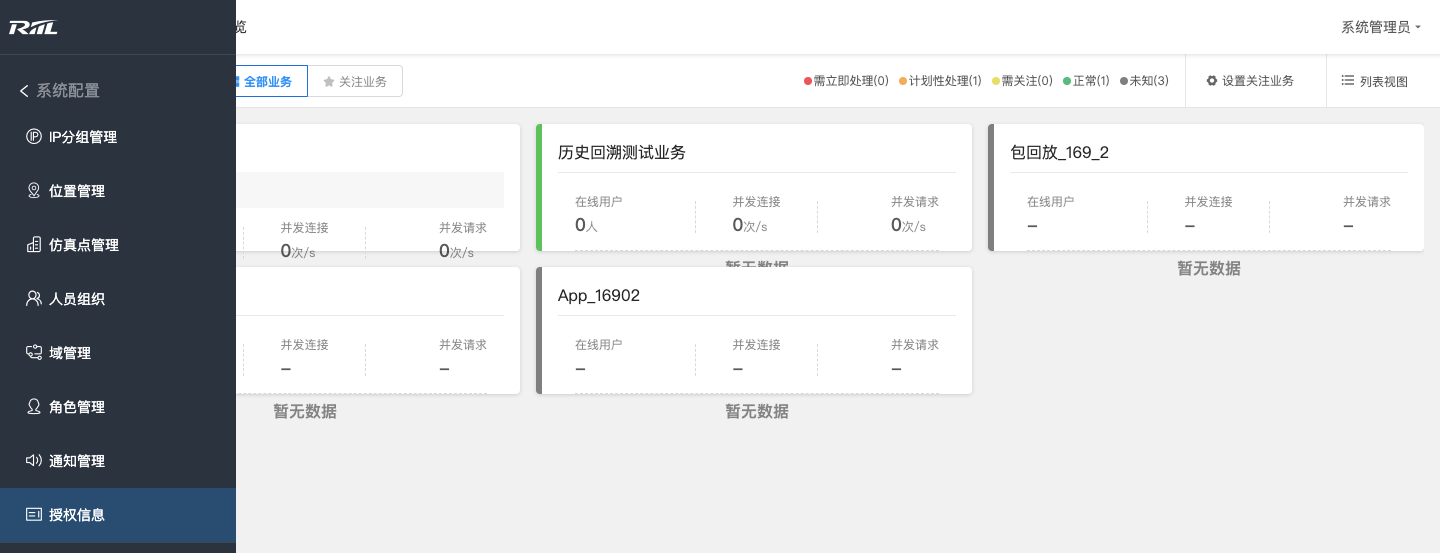 RIIL
览
系统管理员
系统配置
IP分组管理
位置管理
仿真点管理
人员组织
域管理
角色管理
通知管理
授权信息
全部业务
关注业务
需立即处理(0)
计划性处理(1)
需关注(0)
正常(1)
未知(3)
设置关注业务
列表视图
并发连接
并发请求
0次/s
0次/s
历史回溯测试业务
在线用户
并发连接
并发请求
0人
0次/s
0次/s
暂无数据
包回放_169_2
在线用户
并发连接
并发请求
–
–
–
暂无数据
并发连接
并发请求
–
–
暂无数据
App_16902
在线用户
并发连接
并发请求
–
–
–
暂无数据